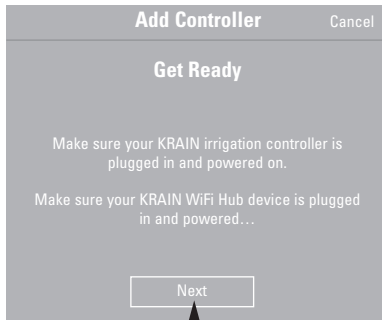 Add Controller Cancel
Get Ready
Make sure your KRAIN irrigation controller is
plugged in and powered on.
Make sure your KRAIN WiFi Hub device is plugged
in and powered…
Next